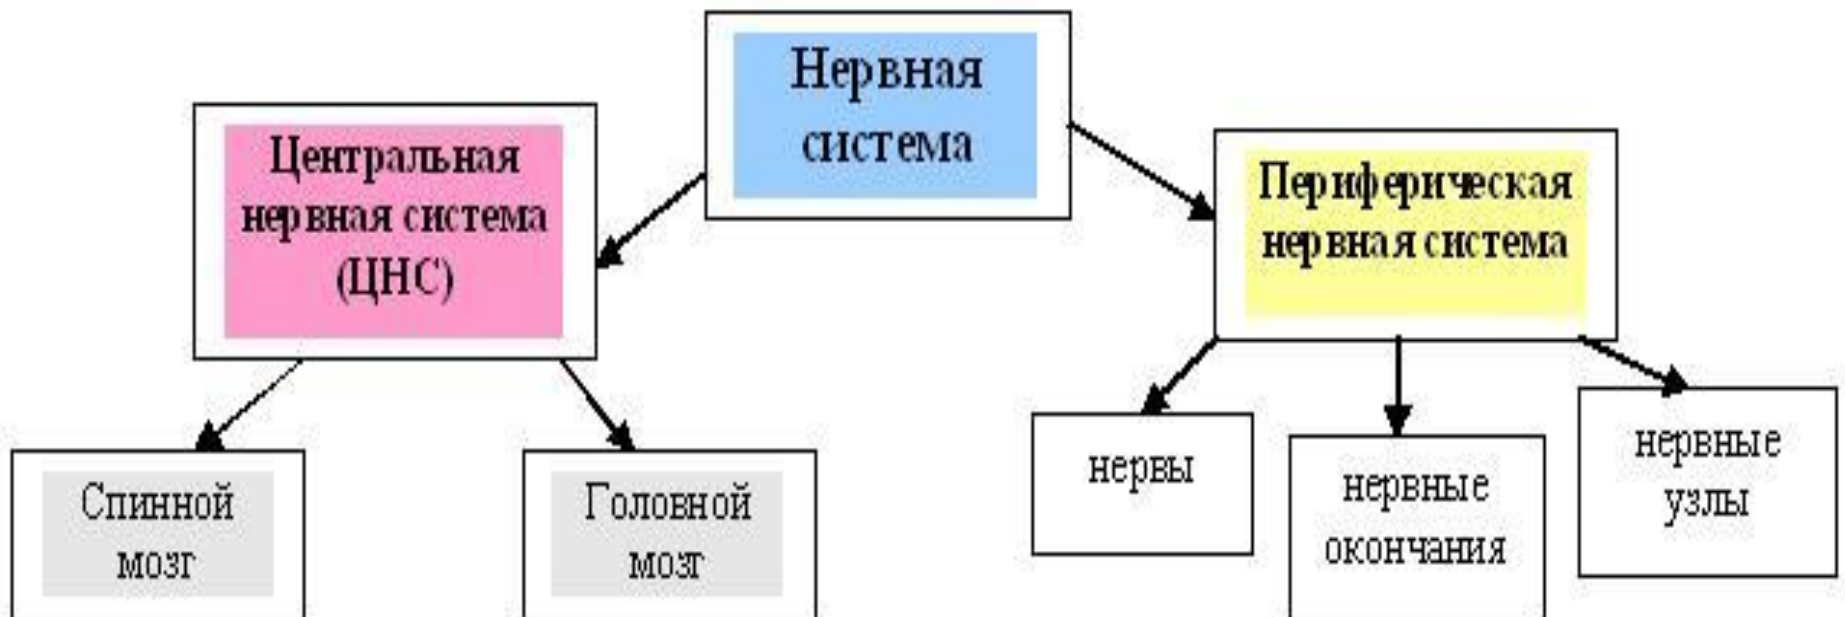 Нервная
система
Центральная
нервная система
(ЦНС)
Периферическая
нервная система
Спинной
мозг
Головной
мозг
нервы
нервные
окончания
нервные
узлы